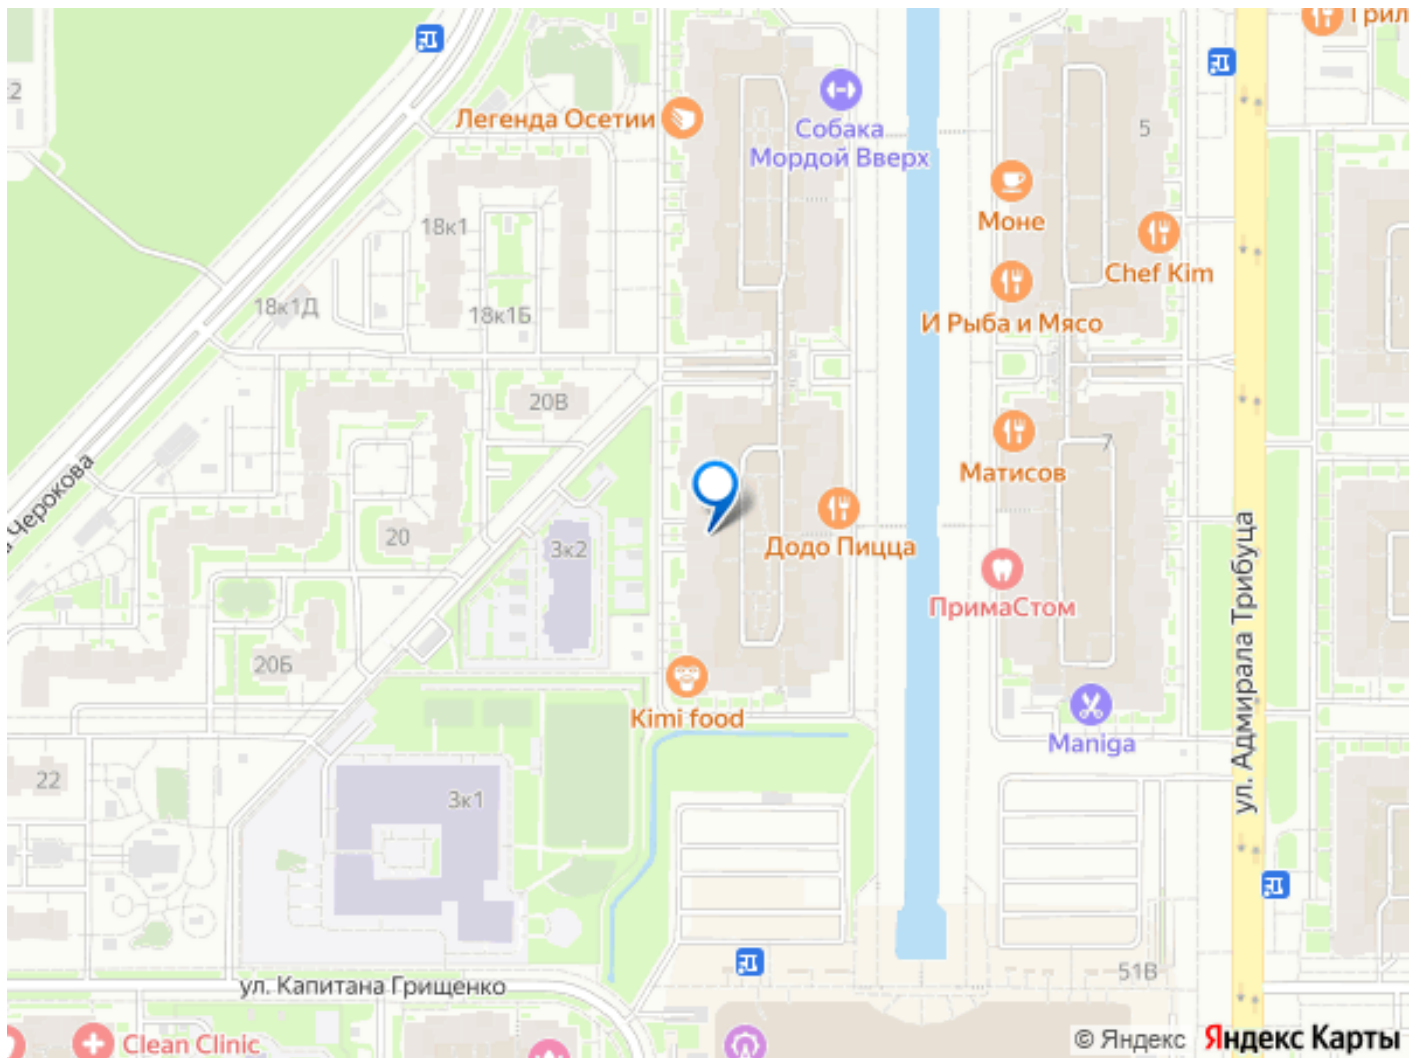 Грил
к2
Легенда Осетии
Собака
Мордой Вверх
5
18к1
Моне
Chef Kim
18к1Д
18к1Б
И Рыба и Мясо
20В
7
Матисов
Черокова
20
3к2
Додо Пицца
ПримаСтом
ул. Адмирала Трибуца
20Б
Kimi food
Maniga
22
3к1
51В
ул. Капитана Грищенко
Clean Clinic
© Яндекс Яндекс Карты